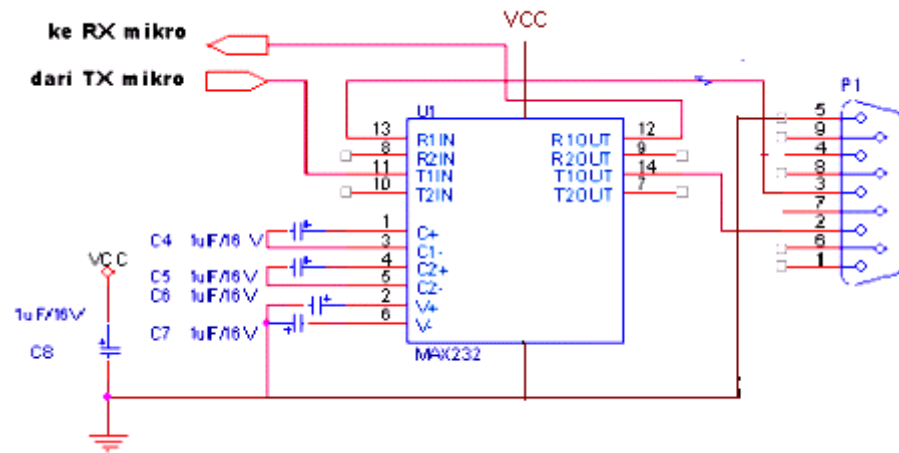 VCC
ke RX mikro
dari TX mikro
P1
U1
13 R1IN R1OUT 12
8 R2IN R2OUT 9
11 T1IN T1OUT 14
10 T2IN T2OUT 7
1 C+
3 C1-
4 C2+
5 C2-
2 V+
6 V-
MAX232
5
9
4
8
3
7
2
6
1
C4 1uF/16 V
VCC
C5 1uF/16 V
C6 1uF/16 V
C7 1uF/16 V
1uF/16V
C8